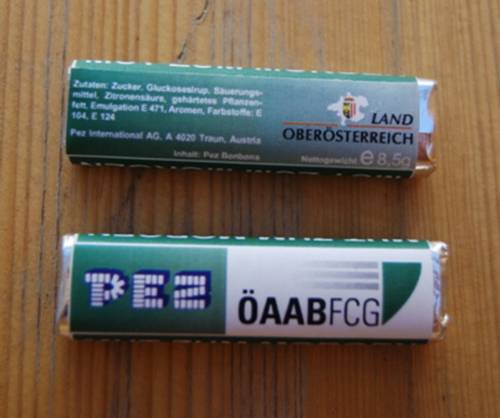 Zutaten: Zucker, Glucosesirup, Säuerungs-
mittel, Zitronensäure, gehärtetes Pflanzen-
fett, Emulgation E 471, Aromen, Farbstoffe: E
104, E 124
Pez International AG, A 4020 Traun, Austria
Inhalt: Pez Bonbons
LAND
OBERÖSTERREICH
Nettogewicht e 8,5g
PEZ
ÖAABFCG